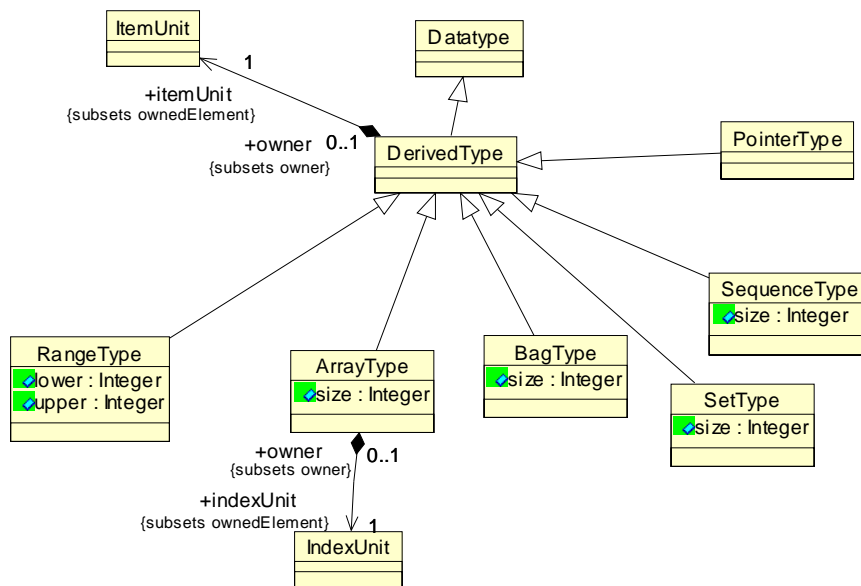 ItemUnit
Datatype
1
+itemUnit
{subsets ownedElement}
+owner
0..1
{subsets owner}
DerivedType
PointerType
SequenceType
size : Integer
RangeType
lower : Integer
upper : Integer
ArrayType
size : Integer
BagType
size : Integer
SetType
size : Integer
+owner
{subsets owner}
0..1
+indexUnit
{subsets ownedElement}
1
IndexUnit